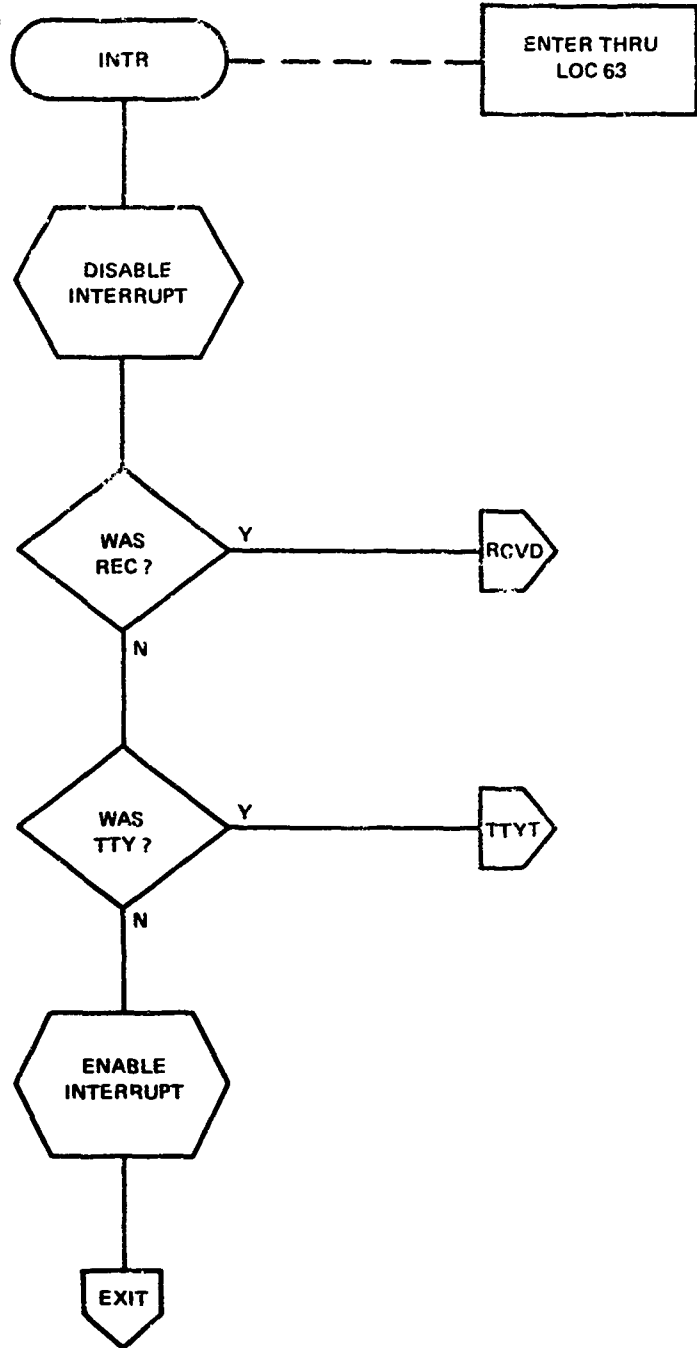 INTR
ENTER THRU
LOC 63
DISABLE
INTERRUPT
WAS
REC ?
Y
RCVD
N
WAS
TTY ?
Y
TTYT
N
ENABLE
INTERRUPT
EXIT